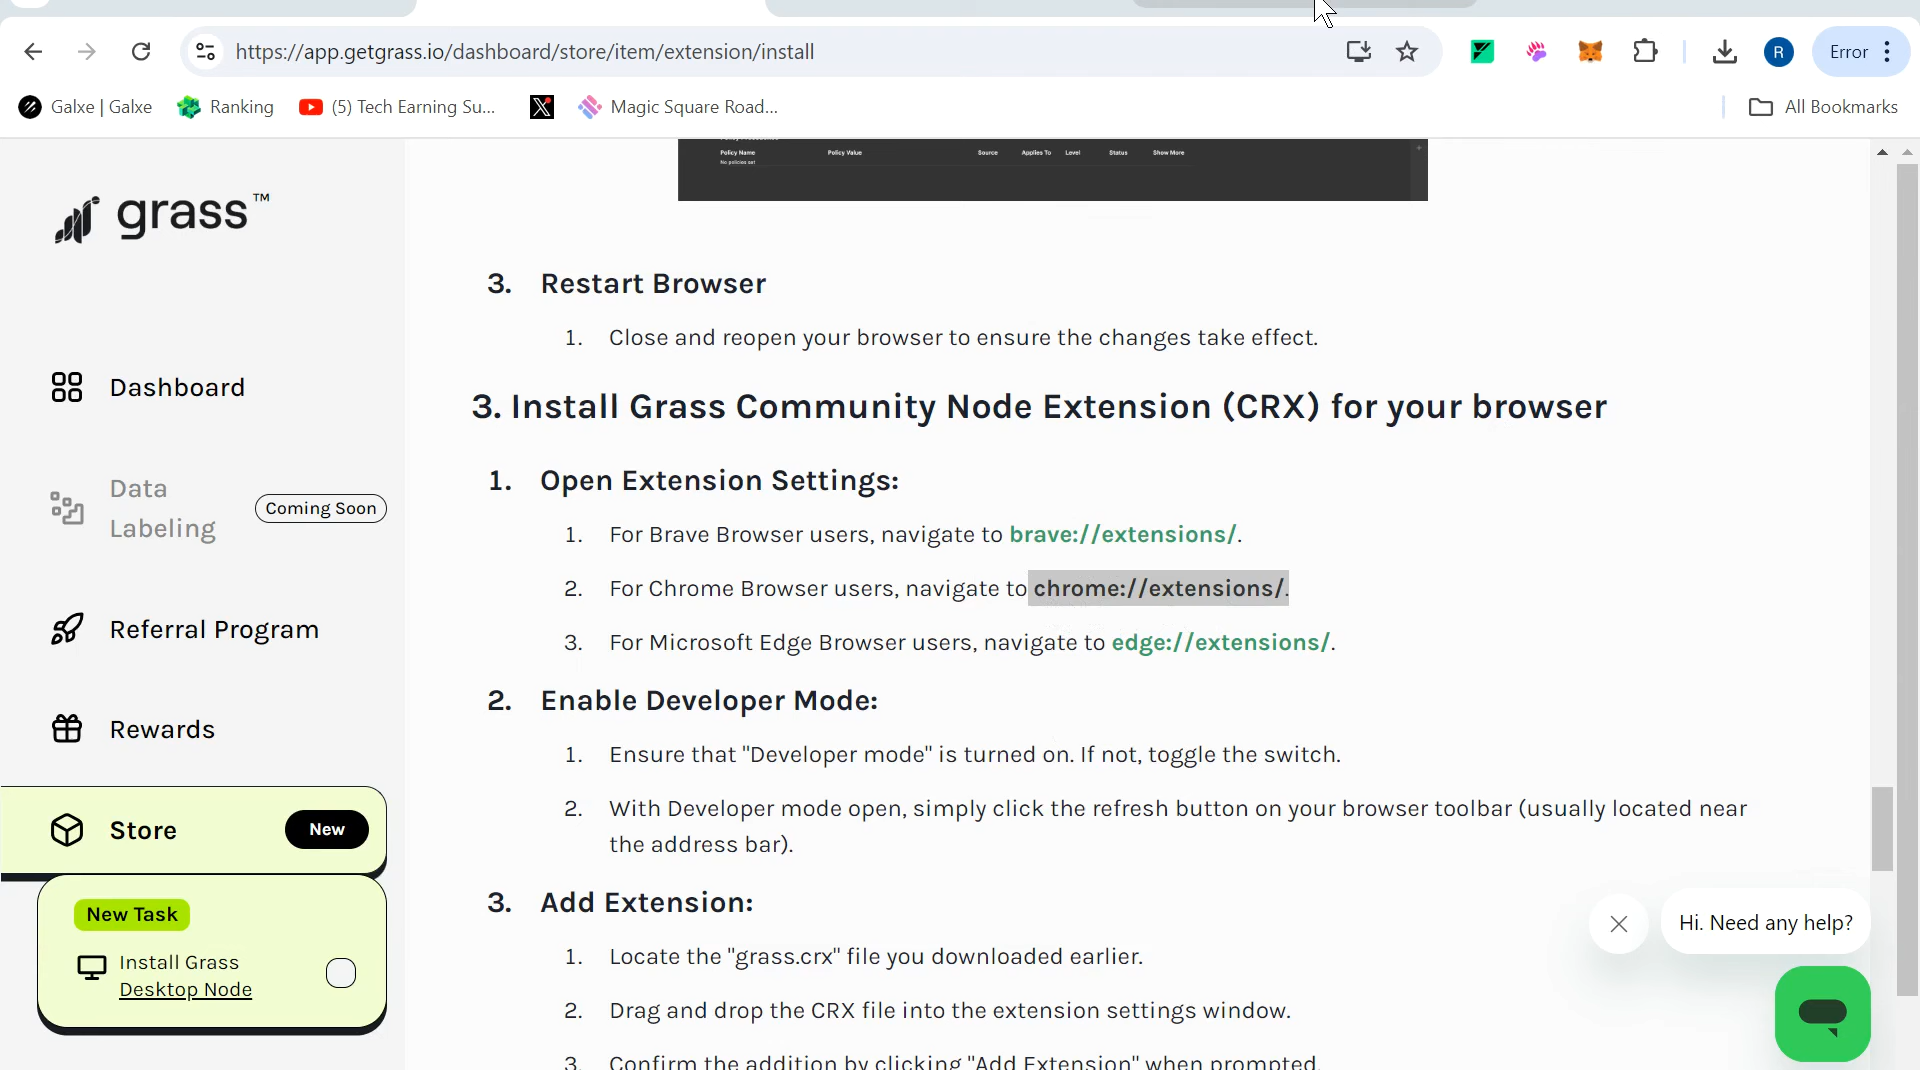 https://app.getgrass.io/dashboard/store/item/extension/install
R
Error
Galxe | Galxe
Ranking
(5) Tech Earning Su...
Magic Square Road...
All Bookmarks
grass™
Dashboard
Data
Labeling
Coming Soon
Referral Program
Rewards
Store
New
New Task
Install Grass
Desktop Node
Policy Name Policy Value Source Applies To Level Status Show More
No policies set
3. Restart Browser
1. Close and reopen your browser to ensure the changes take effect.
3. Install Grass Community Node Extension (CRX) for your browser
1. Open Extension Settings:
1. For Brave Browser users, navigate to brave://extensions/.
2. For Chrome Browser users, navigate to chrome://extensions/.
3. For Microsoft Edge Browser users, navigate to edge://extensions/.
2. Enable Developer Mode:
1. Ensure that "Developer mode" is turned on. If not, toggle the switch.
2. With Developer mode open, simply click the refresh button on your browser toolbar (usually located near
the address bar).
3. Add Extension:
1. Locate the "grass.crx" file you downloaded earlier.
2. Drag and drop the CRX file into the extension settings window.
3. Confirm the addition by clicking "Add Extension" when prompted.
Hi. Need any help?